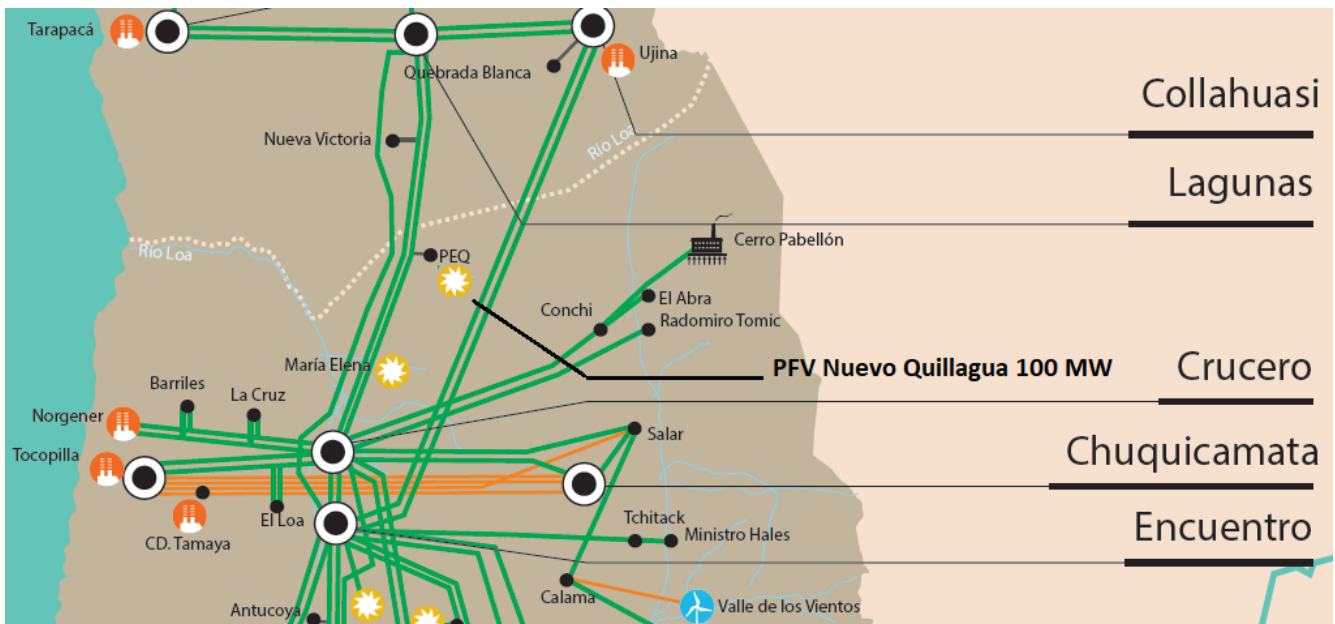 Tarapacá
Ujina
Quebrada Blanca
Collahuasi
Nueva Victoria
Río Loa
Lagunas
Río Loa
PEQ
Cerro Pabellón
El Abra
Conchi
Radomiro Tomic
María Elena
PFV Nuevo Quillagua 100 MW
Crucero
Barriles
La Cruz
Norgener
Salar
Tocopilla
Chuquicamata
El Loa
Tchitack
Ministro Hales
Encuentro
CD. Tamaya
Calama
Valle de los Vientos
Antucoya